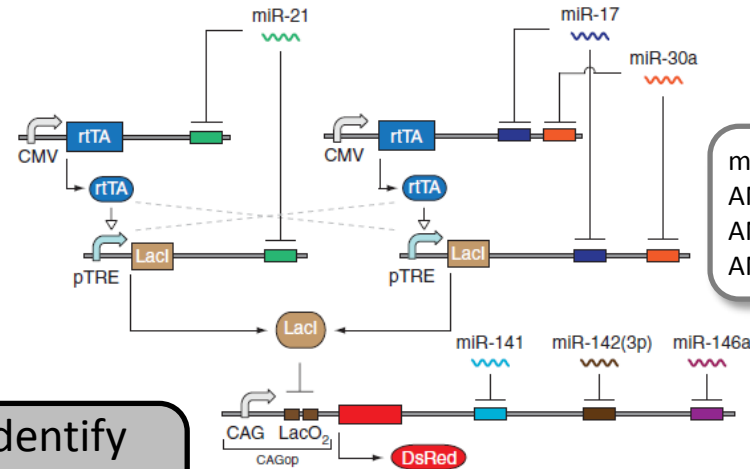 miR-21
miR-17
miR-30a
CMV
rtTA
CMV
rtTA
rtTA
rtTA
pTRE
LacI
pTRE
LacI
LacI
miR-141
miR-142(3p)
miR-146a
CAG
LacO2
CAGop
DsRed